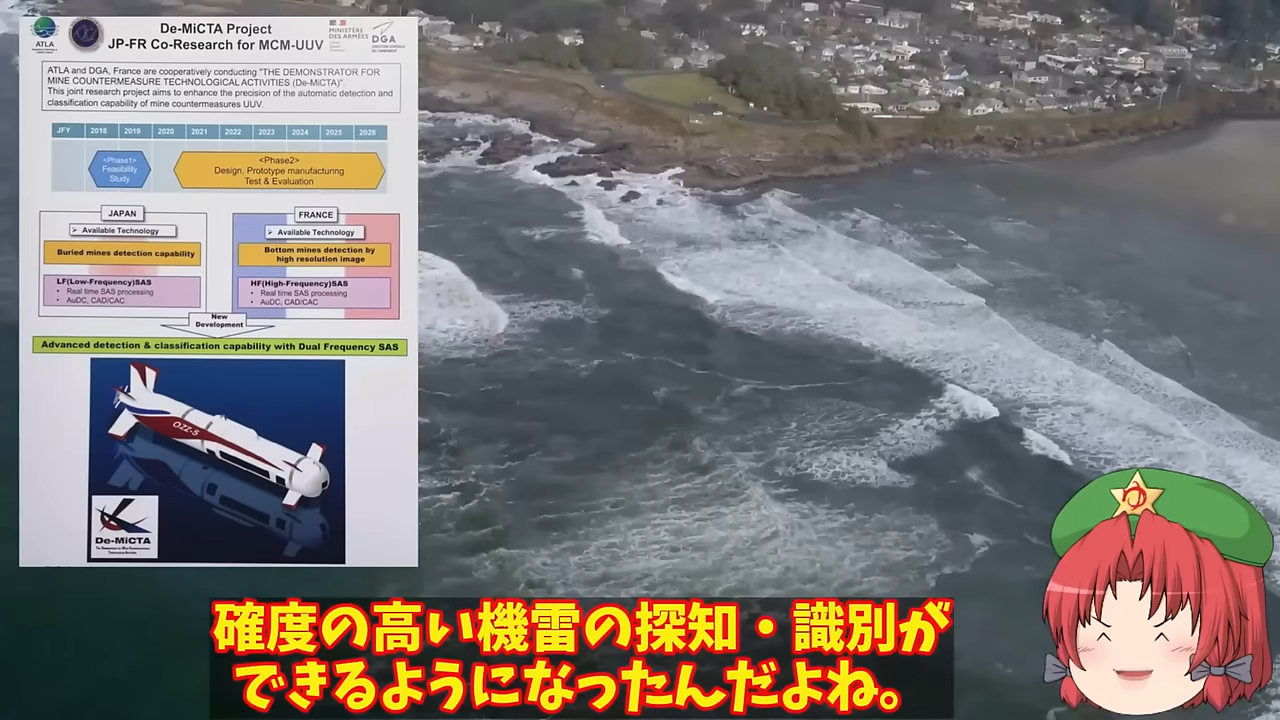 De-MiCTA Project
JP-FR Co-Research for MCM-UUV
ATLA
MINISTÈRE
DES ARMÉES
DGA
ATLA and DGA, France are cooperatively conducting "THE DEMONSTRATOR FOR
MINE COUNTERMEASURE TECHNOLOGICAL ACTIVITIES (De-MiCTA)"
This joint research project aims to enhance the precision of the automatic detection and
classification capability of mine countermeasures UUV.
JFY 2018 2019 2020 2021 2022 2023 2024 2025 2026
<Phase1>
Feasibility
Study
<Phase2>
Design, Prototype manufacturing
Test & Evaluation
JAPAN
➢ Available Technology
Buried mines detection capability
LF(Low-Frequency)SAS
• Real time SAS processing
• AuDC, CAD/CAC
FRANCE
➢ Available Technology
Bottom mines detection by
high resolution image
HF(High-Frequency)SAS
• Real time SAS processing
• AuDC, CAD/CAC
New
Development
Advanced detection & classification capability with Dual Frequency SAS
OZZ-5
De-MiCTA
確度の高い機雷の探知・識別が
できるようになったんだよね。